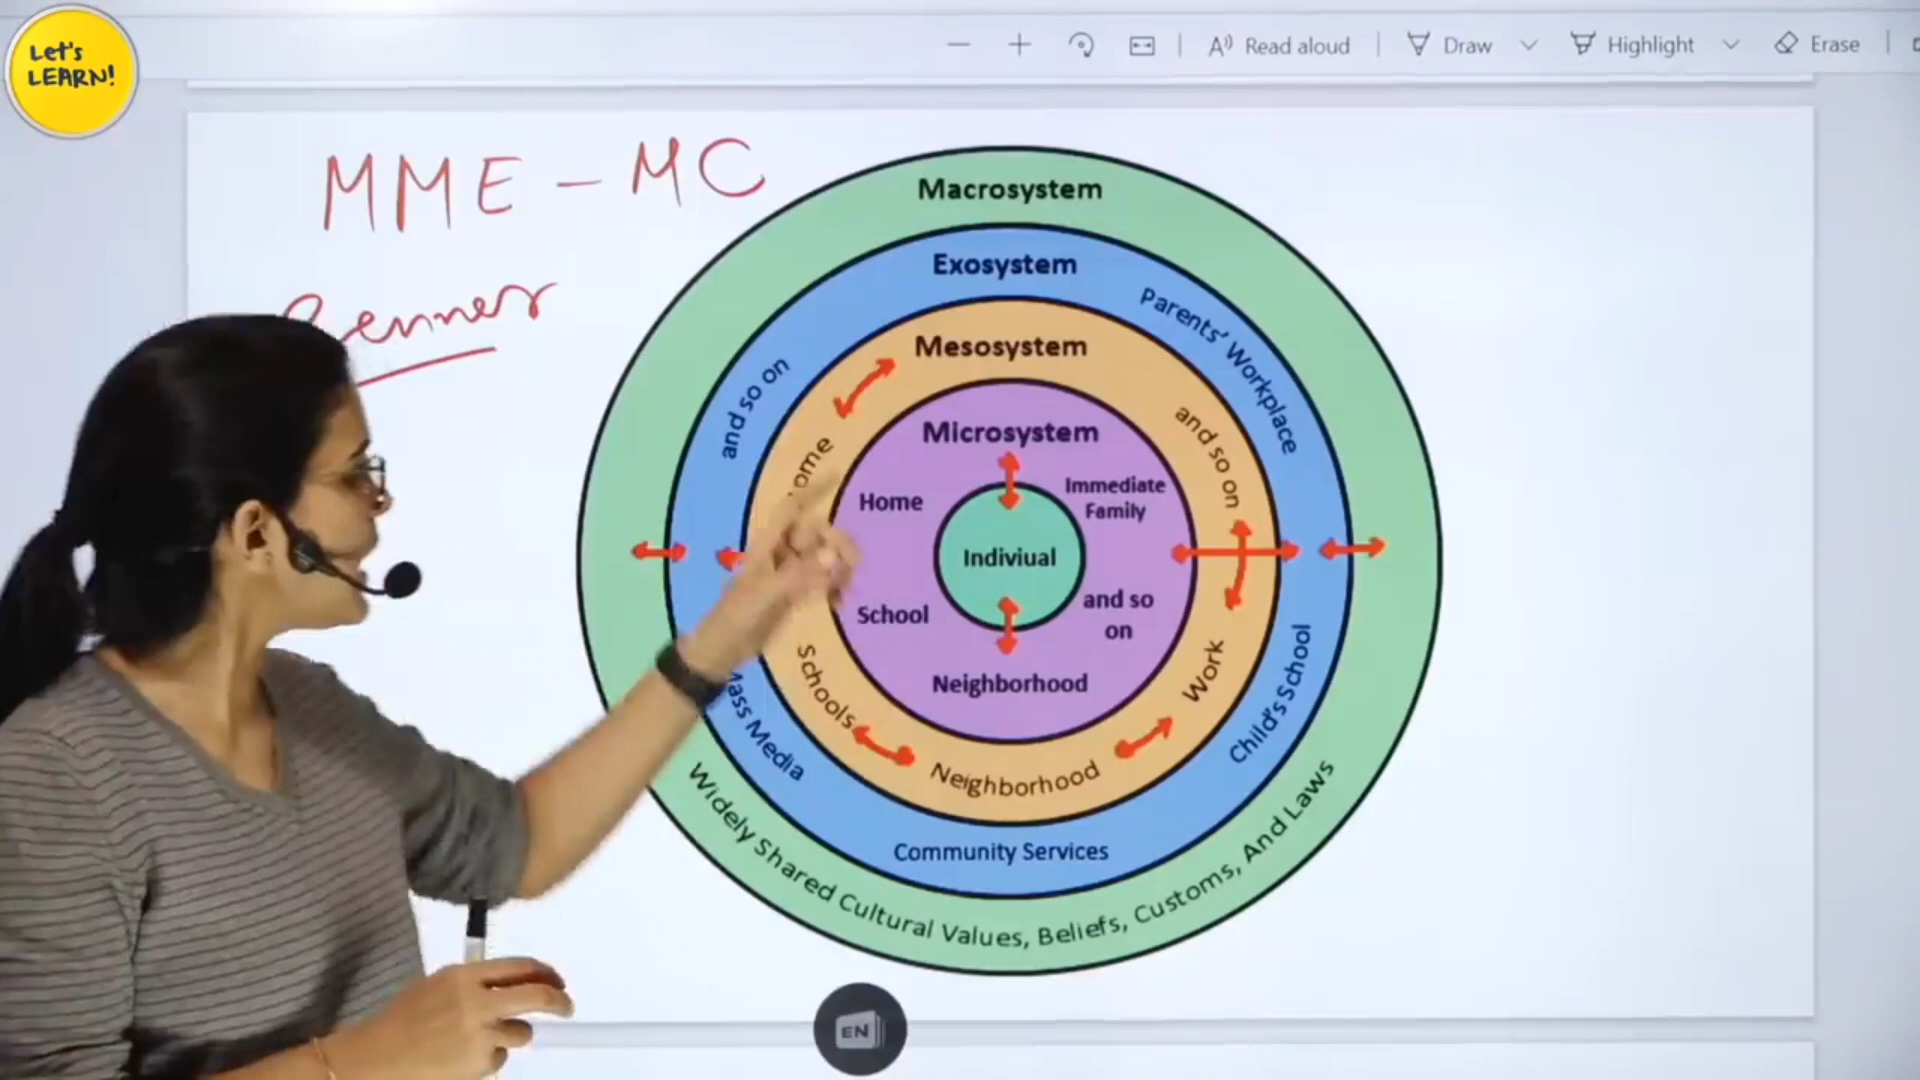 Let's
LEARN!
Read aloud
Draw
Highlight
Erase
MME - MC
Macrosystem
Exosystem
Parents' Workplace
Mesosystem
and so on
and so on
Microsystem
Immediate
Family
Home
Indiviual
School
and so
on
Neighborhood
Schools
Work
Neighborhood
Mass Media
Child's School
Community Services
Widely Shared Cultural Values, Beliefs, Customs, And Laws
EN